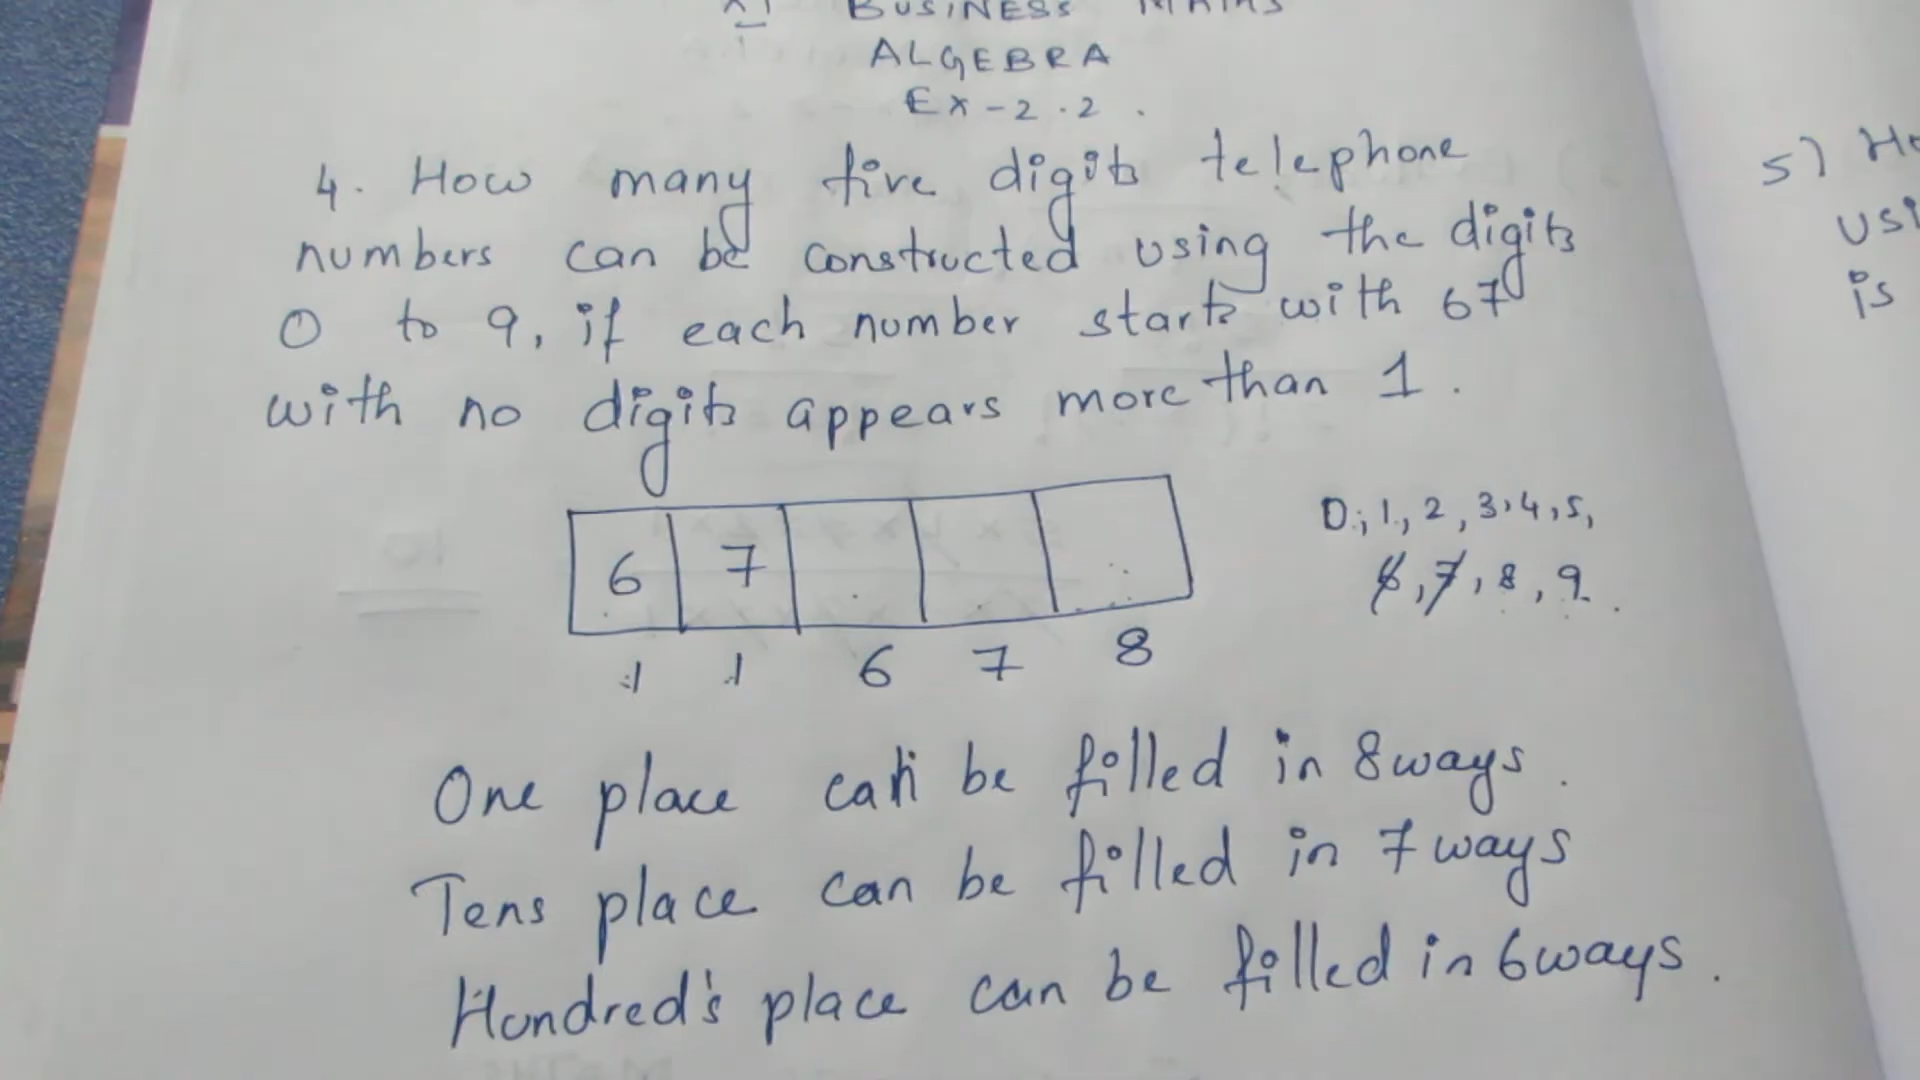 BUSINESS MATHS
ALGEBRA
Ex-2.2.
4. How many five digits telephone
numbers can be constructed using the digits
0 to 9, if each number starts with 67
with no digits appears more than 1.
6 7
0, 1, 2, 3, 4, 5,
6, 7, 8, 9.
1 1 6 7 8
One place can be filled in 8 ways.
Tens place can be filled in 7 ways
Hundred's place can be filled in 6 ways.
5)
is